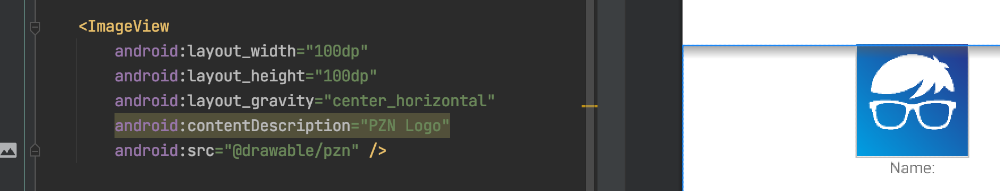 <ImageView
android:layout_width="100dp"
android:layout_height="100dp"
android:layout_gravity="center_horizontal"
android:contentDescription="PZN Logo"
android:src="@drawable/pzn" />
Name: